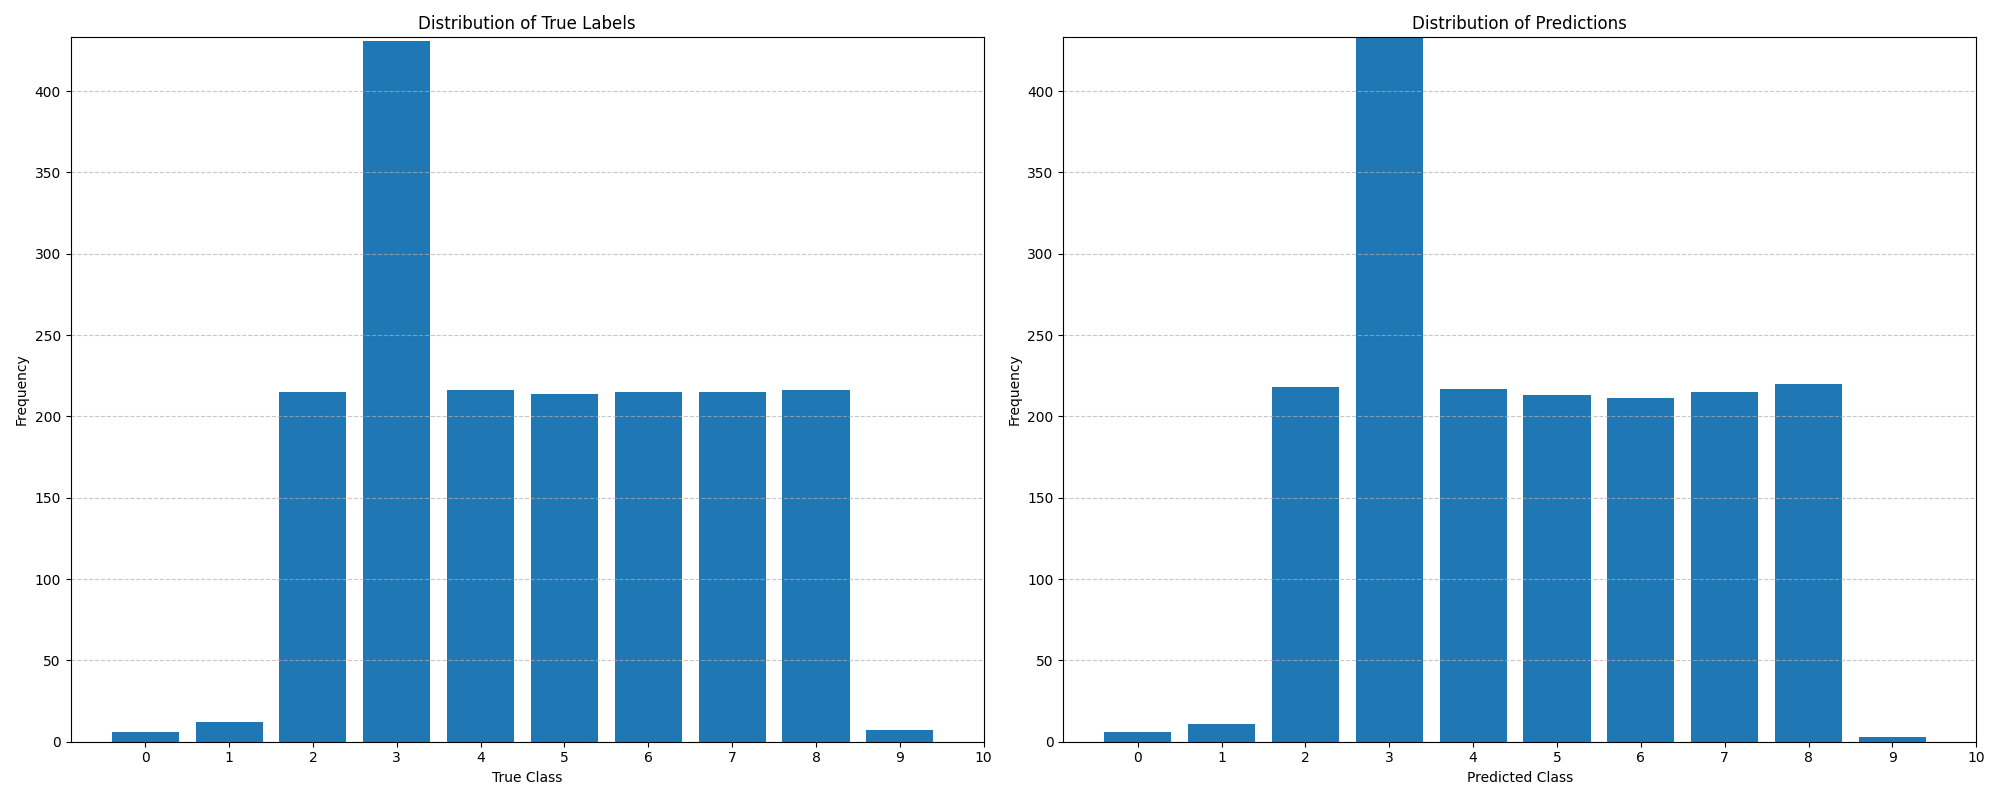 Distribution of True Labels
400
350
300
250
200
150
100
50
0
Frequency
0 1 2 3 4 5 6 7 8 9 10
True Class
Distribution of Predictions
400
350
300
250
200
150
100
50
0
Frequency
0 1 2 3 4 5 6 7 8 9 10
Predicted Class